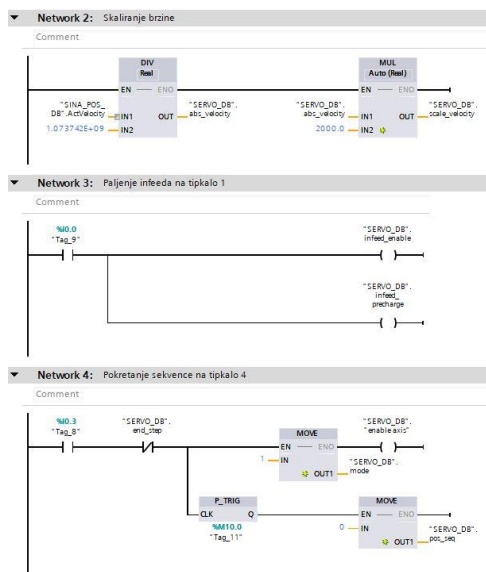 Network 2: Skaliranje brzine
Comment
DIV
Real
MUL
Auto (Real)
EN ENO
EN ENO
"SINA_POS_
DB".ActVelocity
IN1
OUT
"SERVO_DB".
abs_velocity
1.073742E+09
IN2
"SERVO_DB".
abs_velocity
IN1
OUT
"SERVO_DB".
scale_velocity
2000.0
IN2
Network 3: Paljenje infeeda na tipkalo 1
Comment
%I0.0
"Tag_9"
"SERVO_DB".
infeed_enable
"SERVO_DB".
infeed_
precharge
Network 4: Pokretanje sekvence na tipkalo 4
Comment
%I0.3
"Tag_8"
"SERVO_DB".
end_step
MOVE
EN ENO
1
IN
OUT1
"SERVO_DB".
mode
"SERVO_DB".
"enable axis"
P_TRIG
CLK Q
%M10.0
"Tag_11"
MOVE
EN ENO
0
IN
OUT1
"SERVO_DB".
pos_seq